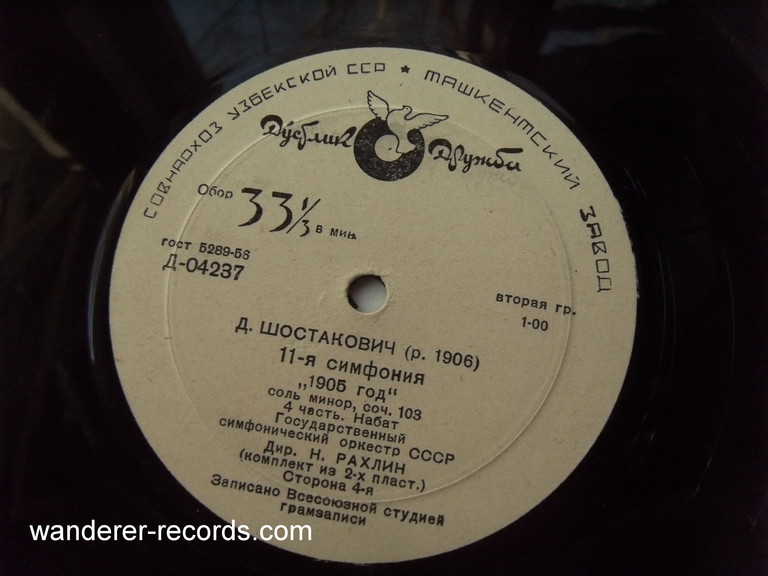 СОВНАРХОЗ УЗБЕКСКОЙ ССР ★ ТАШКЕНТСКИЙ ЗАВОД
Дӯстлик Дружба
Обор 33⅓ в мин.
гост 5289-56
Д-04237
вторая гр.
1-00
Д. ШОСТАКОВИЧ (р. 1906)
11-я симфония
„1905 год“
соль минор, соч. 103
4 часть. Набат
Государственный
симфонический оркестр СССР
Дир. Н. РАХЛИН
(комплект из 2-х пласт.)
Сторона 4-я
Записано Всесоюзной студией
грамзаписи
wanderer-records.com